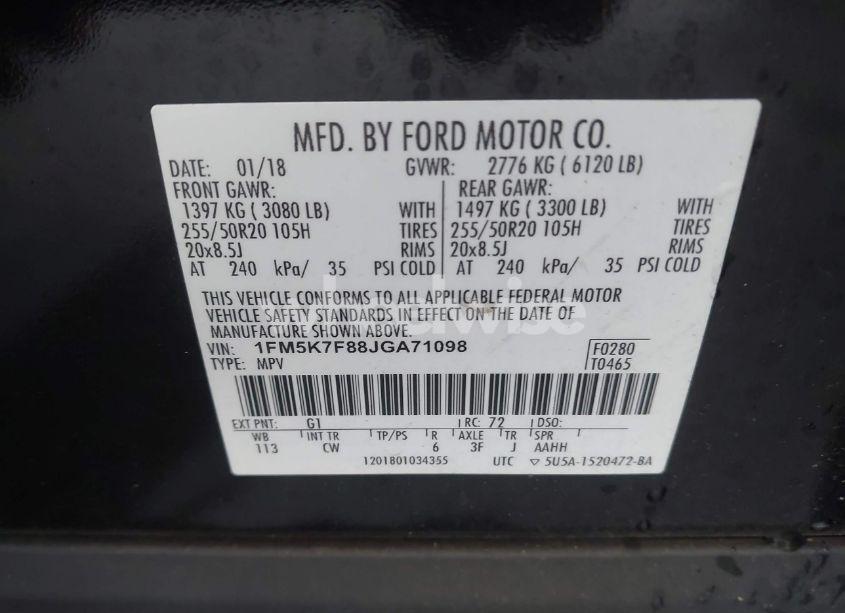 MFD. BY FORD MOTOR CO.
DATE: 01/18 GVWR: 2776 KG ( 6120 LB)
FRONT GAWR: REAR GAWR:
1397 KG ( 3080 LB) WITH 1497 KG ( 3300 LB) WITH
255/50R20 105H TIRES 255/50R20 105H TIRES
20x8.5J RIMS 20x8.5J RIMS
AT 240 kPa/ 35 PSI COLD AT 240 kPa/ 35 PSI COLD
THIS VEHICLE CONFORMS TO ALL APPLICABLE FEDERAL MOTOR
VEHICLE SAFETY STANDARDS IN EFFECT ON THE DATE OF
MANUFACTURE SHOWN ABOVE.
VIN: 1FM5K7F88JGA71098 F0280
TYPE: MPV T0465
EXT PNT: G1 RC: 72 DSO:
WB INT TR TP/PS R AXLE TR SPR
113 CW 6 3F J AAHH
1201801034355 UTC ▽ 5U5A-1520472-BA